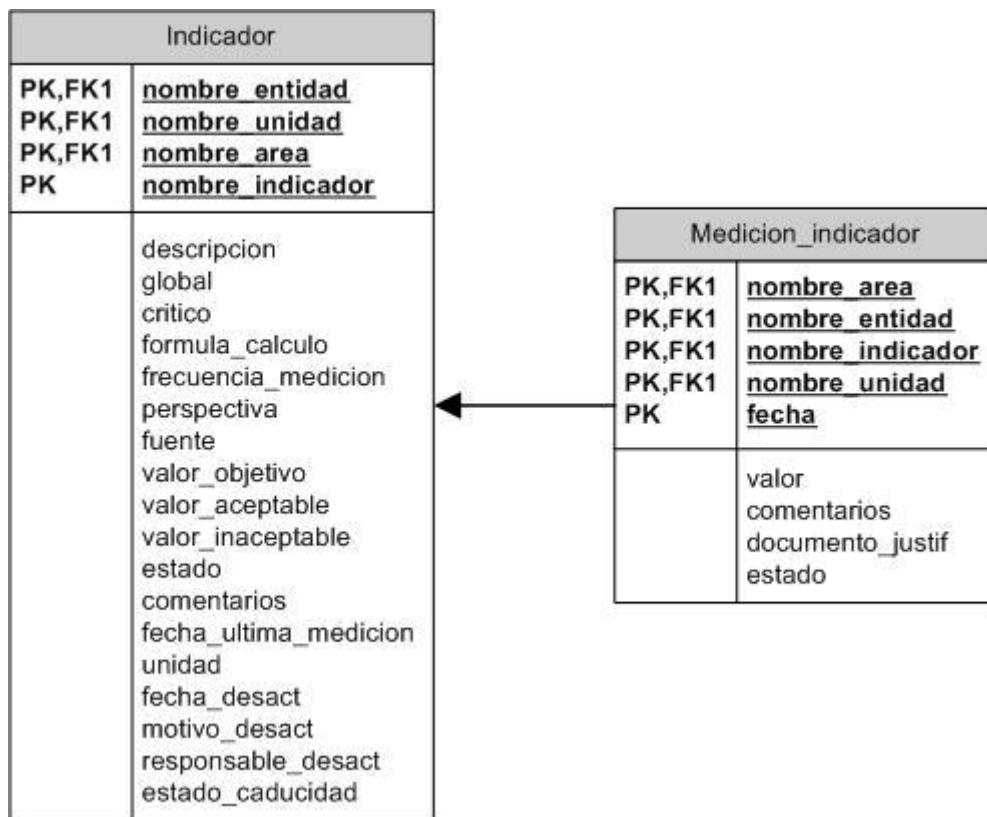 Indicador
PK,FK1 nombre_entidad
PK,FK1 nombre_unidad
PK,FK1 nombre_area
PK nombre_indicador
descripcion
global
critico
formula_calculo
frecuencia_medicion
perspectiva
fuente
valor_objetivo
valor_aceptable
valor_inaceptable
estado
comentarios
fecha_ultima_medicion
unidad
fecha_desact
motivo_desact
responsable_desact
estado_caducidad
Medicion_indicador
PK,FK1 nombre_area
PK,FK1 nombre_entidad
PK,FK1 nombre_indicador
PK,FK1 nombre_unidad
PK fecha
valor
comentarios
documento_justif
estado